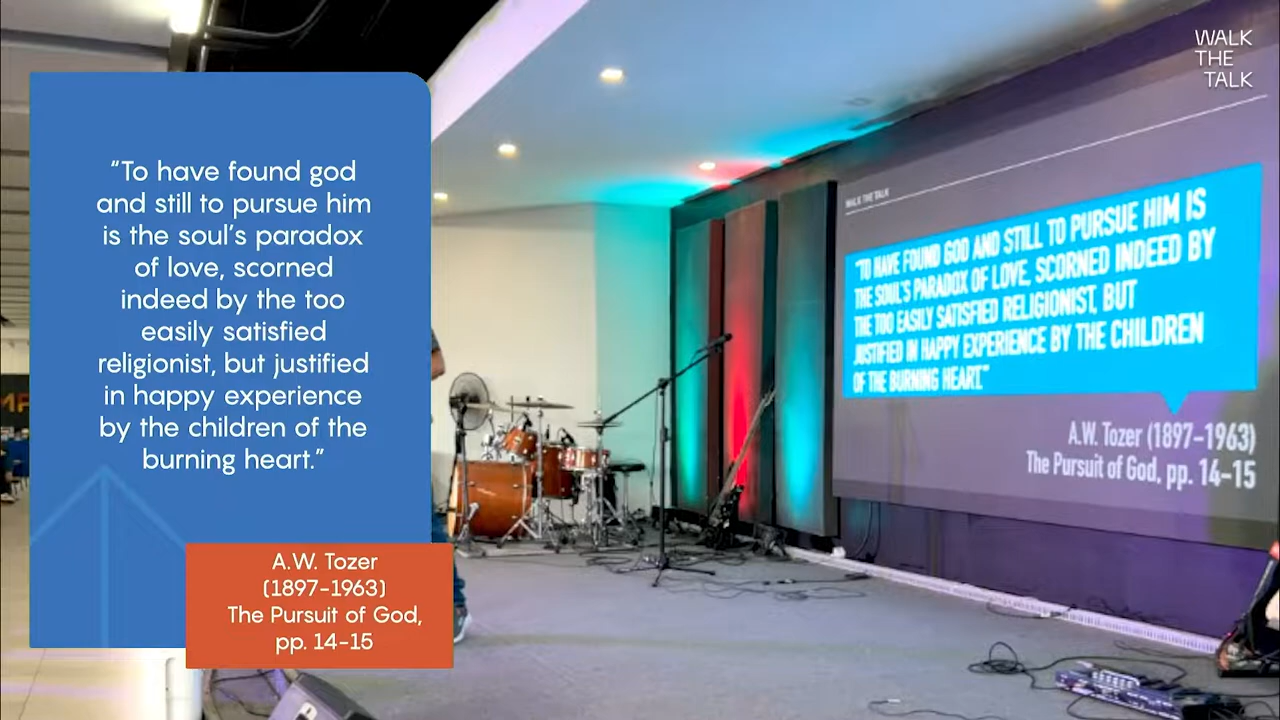 “To have found god
and still to pursue him
is the soul’s paradox
of love, scorned
indeed by the too
easily satisfied
religionist, but justified
in happy experience
by the children of the
burning heart.”
A.W. Tozer
(1897-1963)
The Pursuit of God,
pp. 14-15
WALK
THE
TALK
WALK THE TALK
“TO HAVE FOUND GOD AND STILL TO PURSUE HIM IS
THE SOUL’S PARADOX OF LOVE, SCORNED INDEED BY
THE TOO EASILY SATISFIED RELIGIONIST, BUT
JUSTIFIED IN HAPPY EXPERIENCE BY THE CHILDREN
OF THE BURNING HEART.”
A.W. Tozer (1897-1963)
The Pursuit of God, pp. 14-15